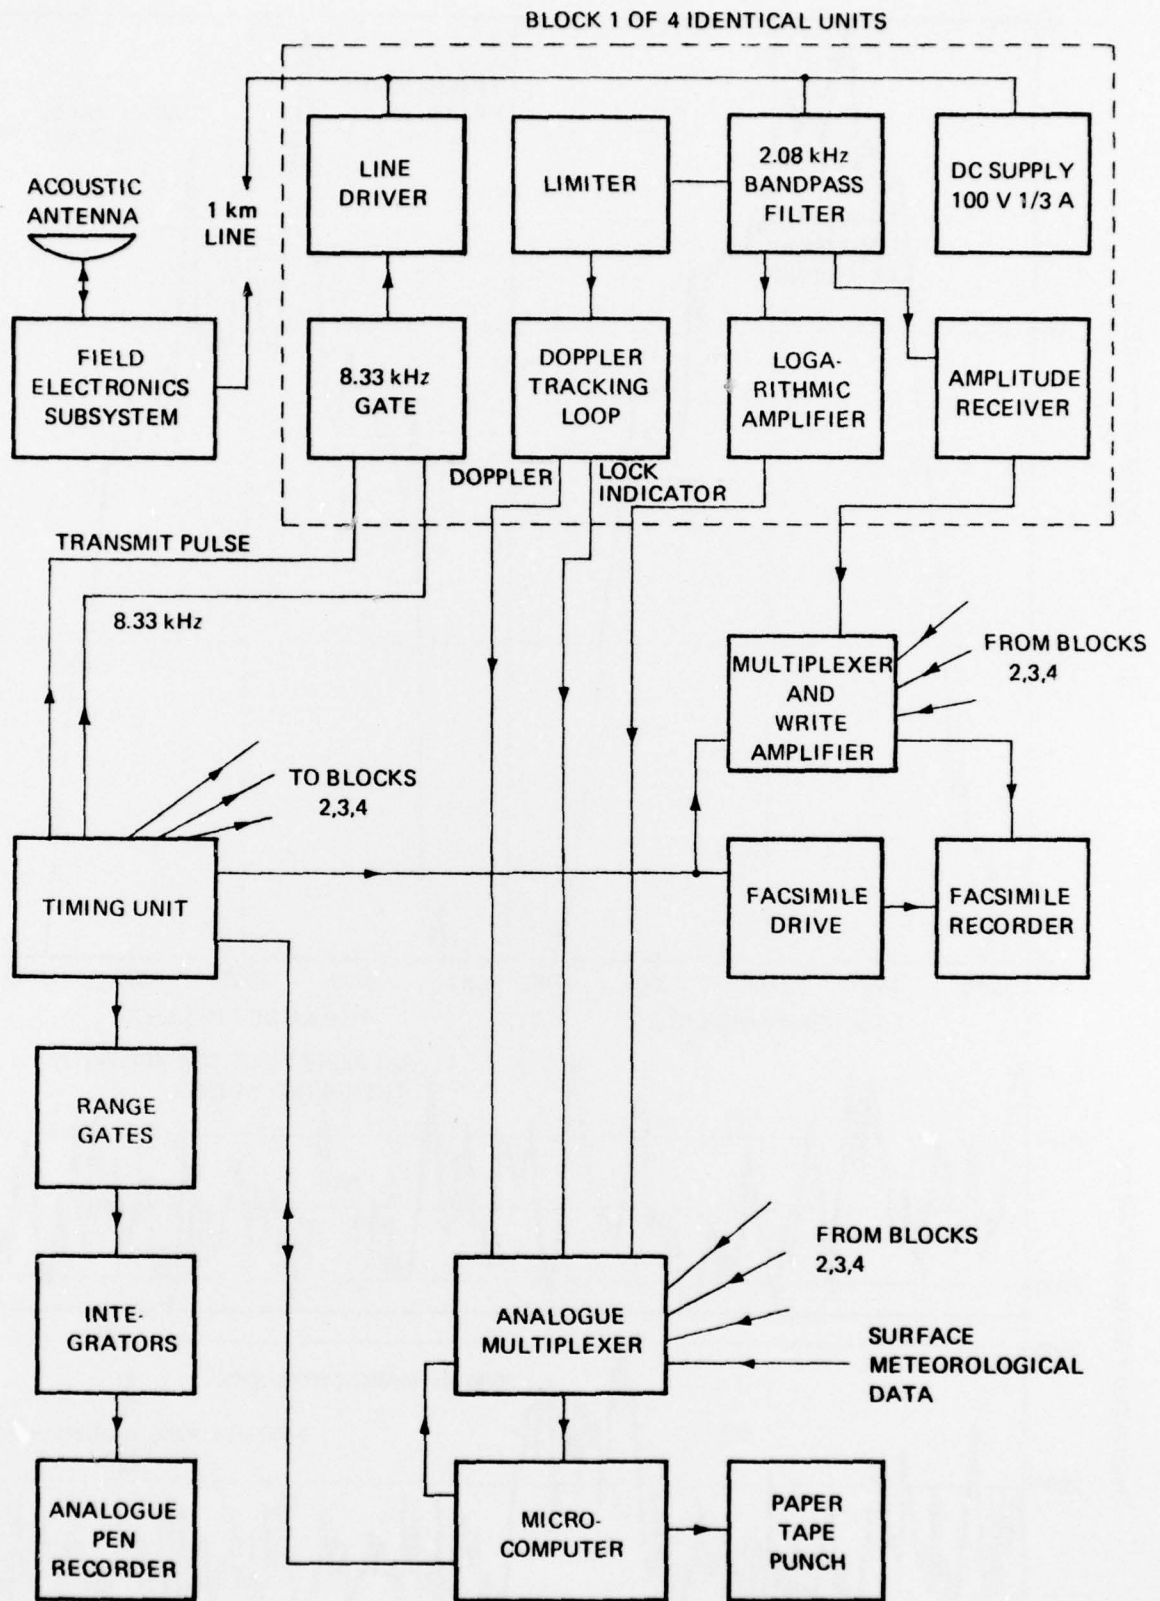 BLOCK 1 OF 4 IDENTICAL UNITS
ACOUSTIC
ANTENNA
1 km
LINE
LINE
DRIVER
LIMITER
2.08 kHz
BANDPASS
FILTER
DC SUPPLY
100 V 1/3 A
FIELD
ELECTRONICS
SUBSYSTEM
8.33 kHz
GATE
DOPPLER
TRACKING
LOOP
LOGA-
RITHMIC
AMPLIFIER
AMPLITUDE
RECEIVER
DOPPLER
LOCK
INDICATOR
TRANSMIT PULSE
8.33 kHz
MULTIPLEXER
AND
WRITE
AMPLIFIER
FROM BLOCKS
2,3,4
TO BLOCKS
2,3,4
TIMING UNIT
FACSIMILE
DRIVE
FACSIMILE
RECORDER
RANGE
GATES
INTE-
GRATORS
ANALOGUE
MULTIPLEXER
FROM BLOCKS
2,3,4
SURFACE
METEOROLOGICAL
DATA
ANALOGUE
PEN
RECORDER
MICRO-
COMPUTER
PAPER
TAPE
PUNCH